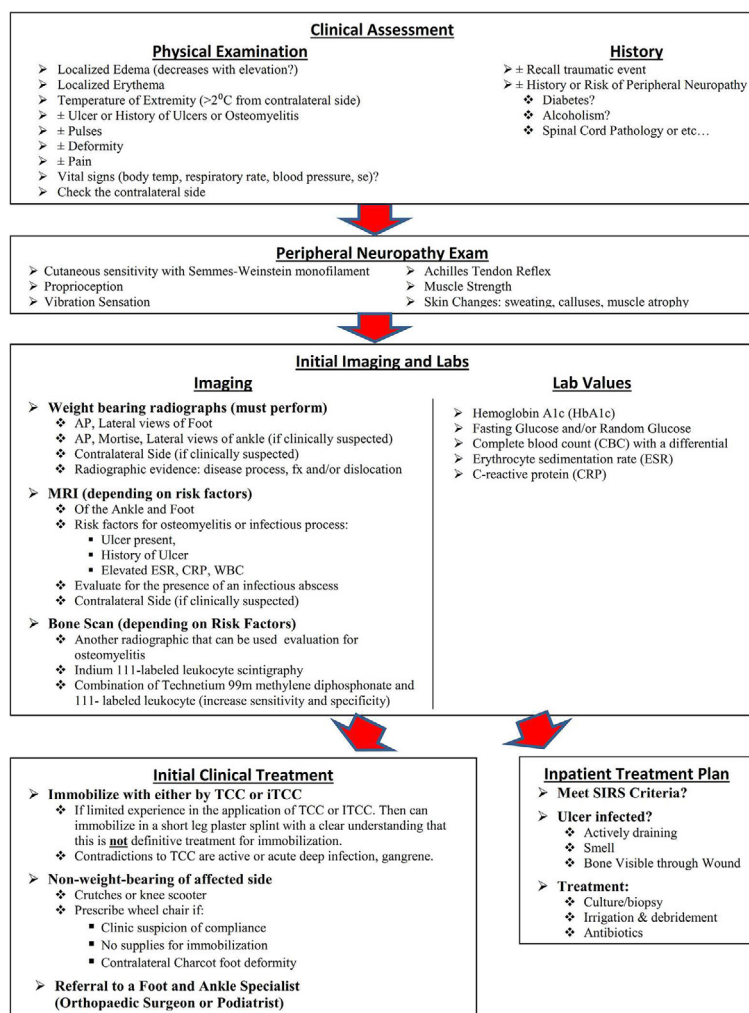 Clinical Assessment
Physical Examination
➢ Localized Edema (decreases with elevation?)
➢ Localized Erythema
➢ Temperature of Extremity (>2⁰C from contralateral side)
➢ ± Ulcer or History of Ulcers or Osteomyelitis
➢ ± Pulses
➢ ± Deformity
➢ ± Pain
➢ Vital signs (body temp, respiratory rate, blood pressure, se)?
➢ Check the contralateral side
History
➢ ± Recall traumatic event
➢ ± History or Risk of Peripheral Neuropathy
❖ Diabetes?
❖ Alcoholism?
❖ Spinal Cord Pathology or etc…
Peripheral Neuropathy Exam
➢ Cutaneous sensitivity with Semmes-Weinstein monofilament
➢ Proprioception
➢ Vibration Sensation
➢ Achilles Tendon Reflex
➢ Muscle Strength
➢ Skin Changes: sweating, calluses, muscle atrophy
Initial Imaging and Labs
Imaging
➢ Weight bearing radiographs (must perform)
❖ AP, Lateral views of Foot
❖ AP, Mortise, Lateral views of ankle (if clinically suspected)
❖ Contralateral Side (if clinically suspected)
❖ Radiographic evidence: disease process, fx and/or dislocation
➢ MRI (depending on risk factors)
❖ Of the Ankle and Foot
❖ Risk factors for osteomyelitis or infectious process:
▪ Ulcer present,
▪ History of Ulcer
▪ Elevated ESR, CRP, WBC
❖ Evaluate for the presence of an infectious abscess
❖ Contralateral Side (if clinically suspected)
➢ Bone Scan (depending on Risk Factors)
❖ Another radiographic that can be used evaluation for
osteomyelitis
❖ Indium 111-labeled leukocyte scintigraphy
❖ Combination of Technetium 99m methylene diphosphonate and
111- labeled leukocyte (increase sensitivity and specificity)
Lab Values
➢ Hemoglobin A1c (HbA1c)
➢ Fasting Glucose and/or Random Glucose
➢ Complete blood count (CBC) with a differential
➢ Erythrocyte sedimentation rate (ESR)
➢ C-reactive protein (CRP)
Initial Clinical Treatment
➢ Immobilize with either by TCC or iTCC
❖ If limited experience in the application of TCC or ITCC. Then can
immobilize in a short leg plaster splint with a clear understanding that
this is not definitive treatment for immobilization.
❖ Contradictions to TCC are active or acute deep infection, gangrene.
➢ Non-weight-bearing of affected side
❖ Crutches or knee scooter
❖ Prescribe wheel chair if:
▪ Clinic suspicion of compliance
▪ No supplies for immobilization
▪ Contralateral Charcot foot deformity
➢ Referral to a Foot and Ankle Specialist
(Orthopaedic Surgeon or Podiatrist)
Inpatient Treatment Plan
➢ Meet SIRS Criteria?
➢ Ulcer infected?
❖ Actively draining
❖ Smell
❖ Bone Visible through Wound
➢ Treatment:
❖ Culture/biopsy
❖ Irrigation & debridement
❖ Antibiotics